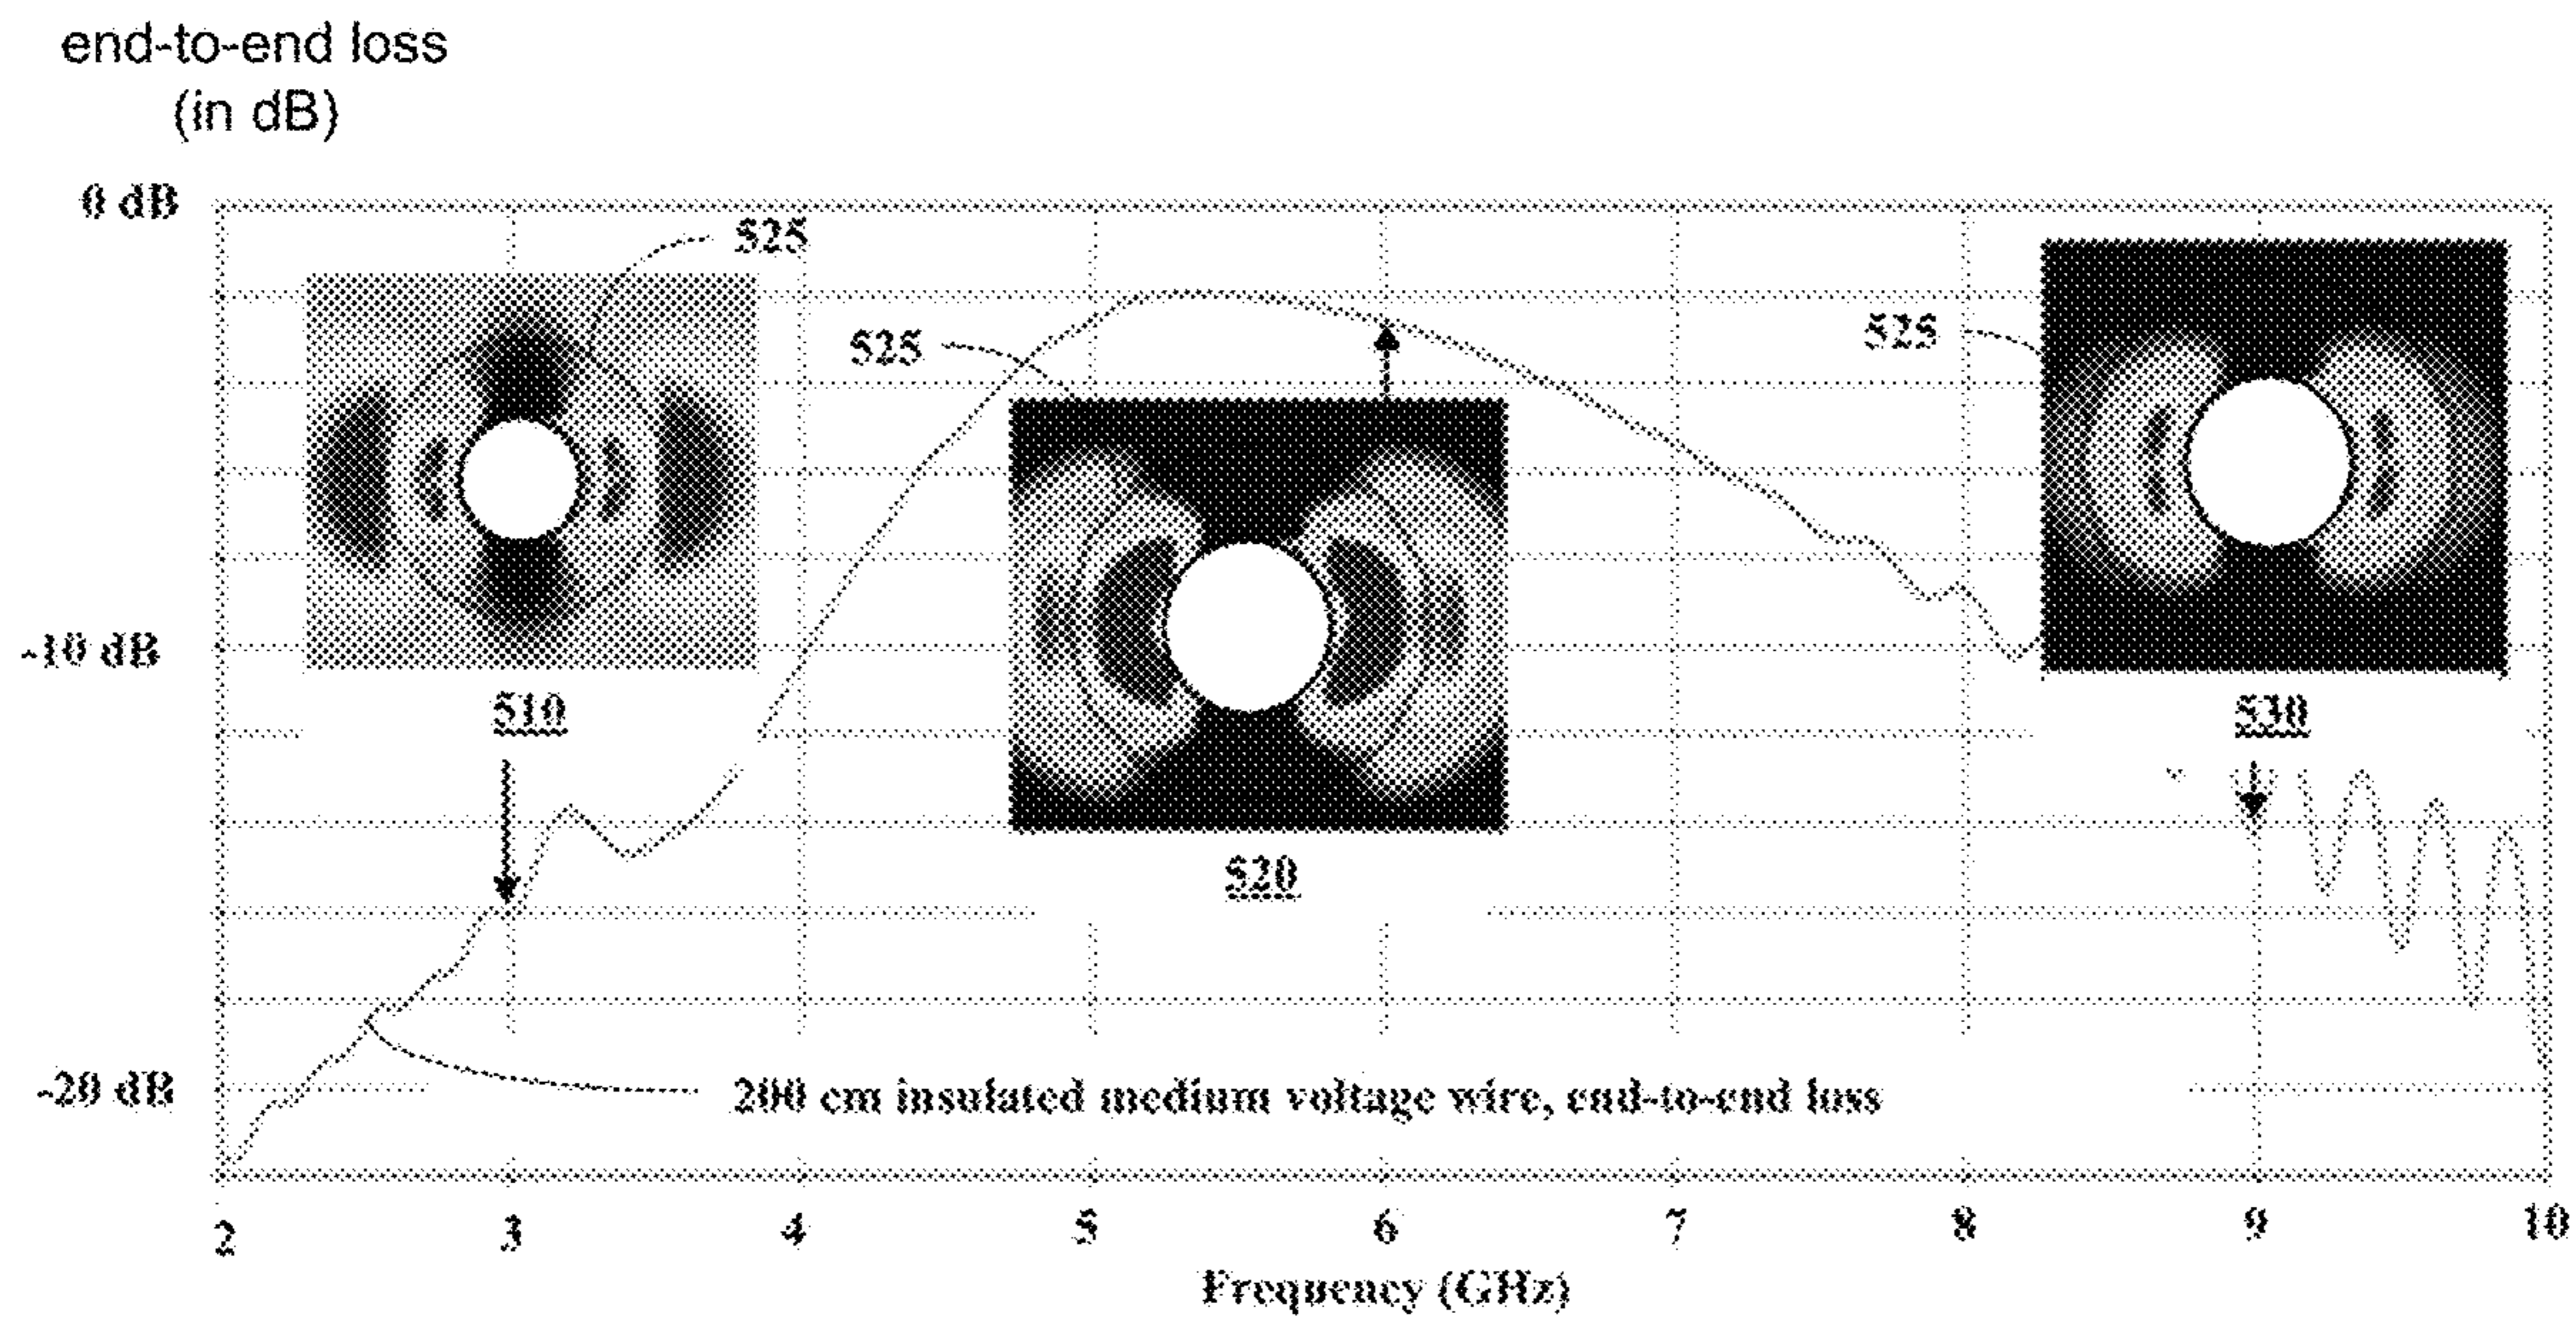 end-to-end loss
(in dB)
0 dB
525
525
525
-10 dB
510
530
520
-20 dB
200 cm insulated medium voltage wire, end-to-end loss
2 3 4 5 6 7 8 9 10
Frequency (GHz)